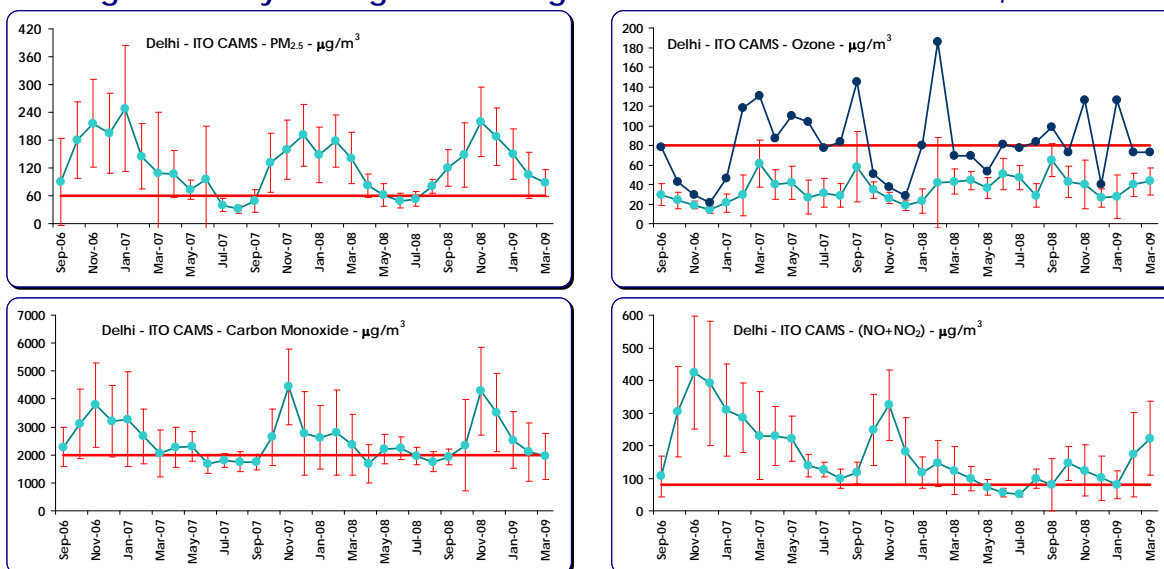 Delhi - ITO CAMS - PM2.5 - μg/m3
420
360
300
240
180
120
60
0
Sep-06
Nov-06
Jan-07
Mar-07
May-07
Jul-07
Sep-07
Nov-07
Jan-08
Mar-08
May-08
Jul-08
Sep-08
Nov-08
Jan-09
Mar-09
Delhi - ITO CAMS - Ozone - μg/m3
200
180
160
140
120
100
80
60
40
20
0
Sep-06
Nov-06
Jan-07
Mar-07
May-07
Jul-07
Sep-07
Nov-07
Jan-08
Mar-08
May-08
Jul-08
Sep-08
Nov-08
Jan-09
Mar-09
Delhi - ITO CAMS - Carbon Monoxide - μg/m3
7000
6000
5000
4000
3000
2000
1000
0
Sep-06
Nov-06
Jan-07
Mar-07
May-07
Jul-07
Sep-07
Nov-07
Jan-08
Mar-08
May-08
Jul-08
Sep-08
Nov-08
Jan-09
Mar-09
Delhi - ITO CAMS - (NO+NO2) - μg/m3
600
500
400
300
200
100
0
Sep-06
Nov-06
Jan-07
Mar-07
May-07
Jul-07
Sep-07
Nov-07
Jan-08
Mar-08
May-08
Jul-08
Sep-08
Nov-08
Jan-09
Mar-09